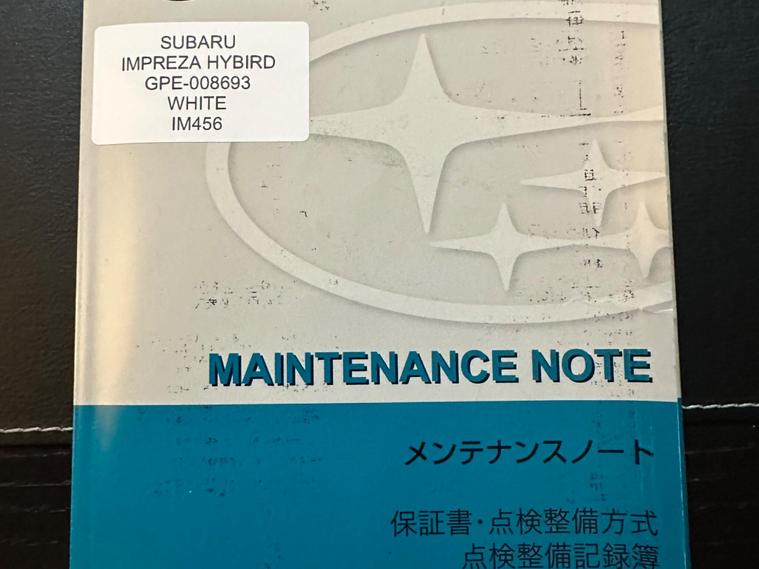 SUBARU
IMPREZA HYBIRD
GPE-008693
WHITE
IM456
MAINTENANCE NOTE
メンテナンスノート
保証書・点検整備方式
点検整備記録簿